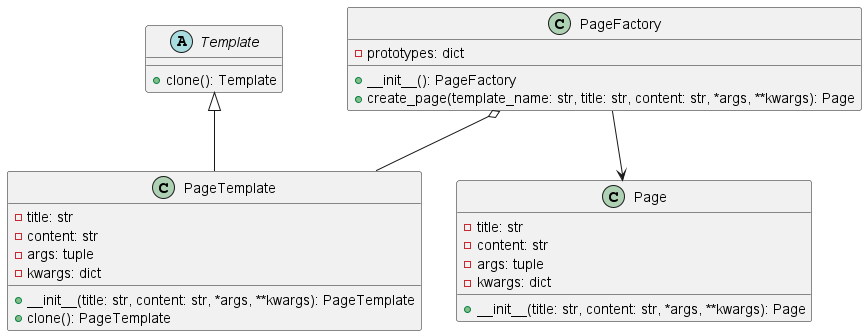 A Template
+ clone(): Template
C PageFactory
prototypes: dict
__init__(): PageFactory
create_page(template_name: str, title: str, content: str, *args, **kwargs): Page
C PageTemplate
title: str
content: str
args: tuple
kwargs: dict
__init__(title: str, content: str, *args, **kwargs): PageTemplate
clone(): PageTemplate
C Page
title: str
content: str
args: tuple
kwargs: dict
__init__(title: str, content: str, *args, **kwargs): Page